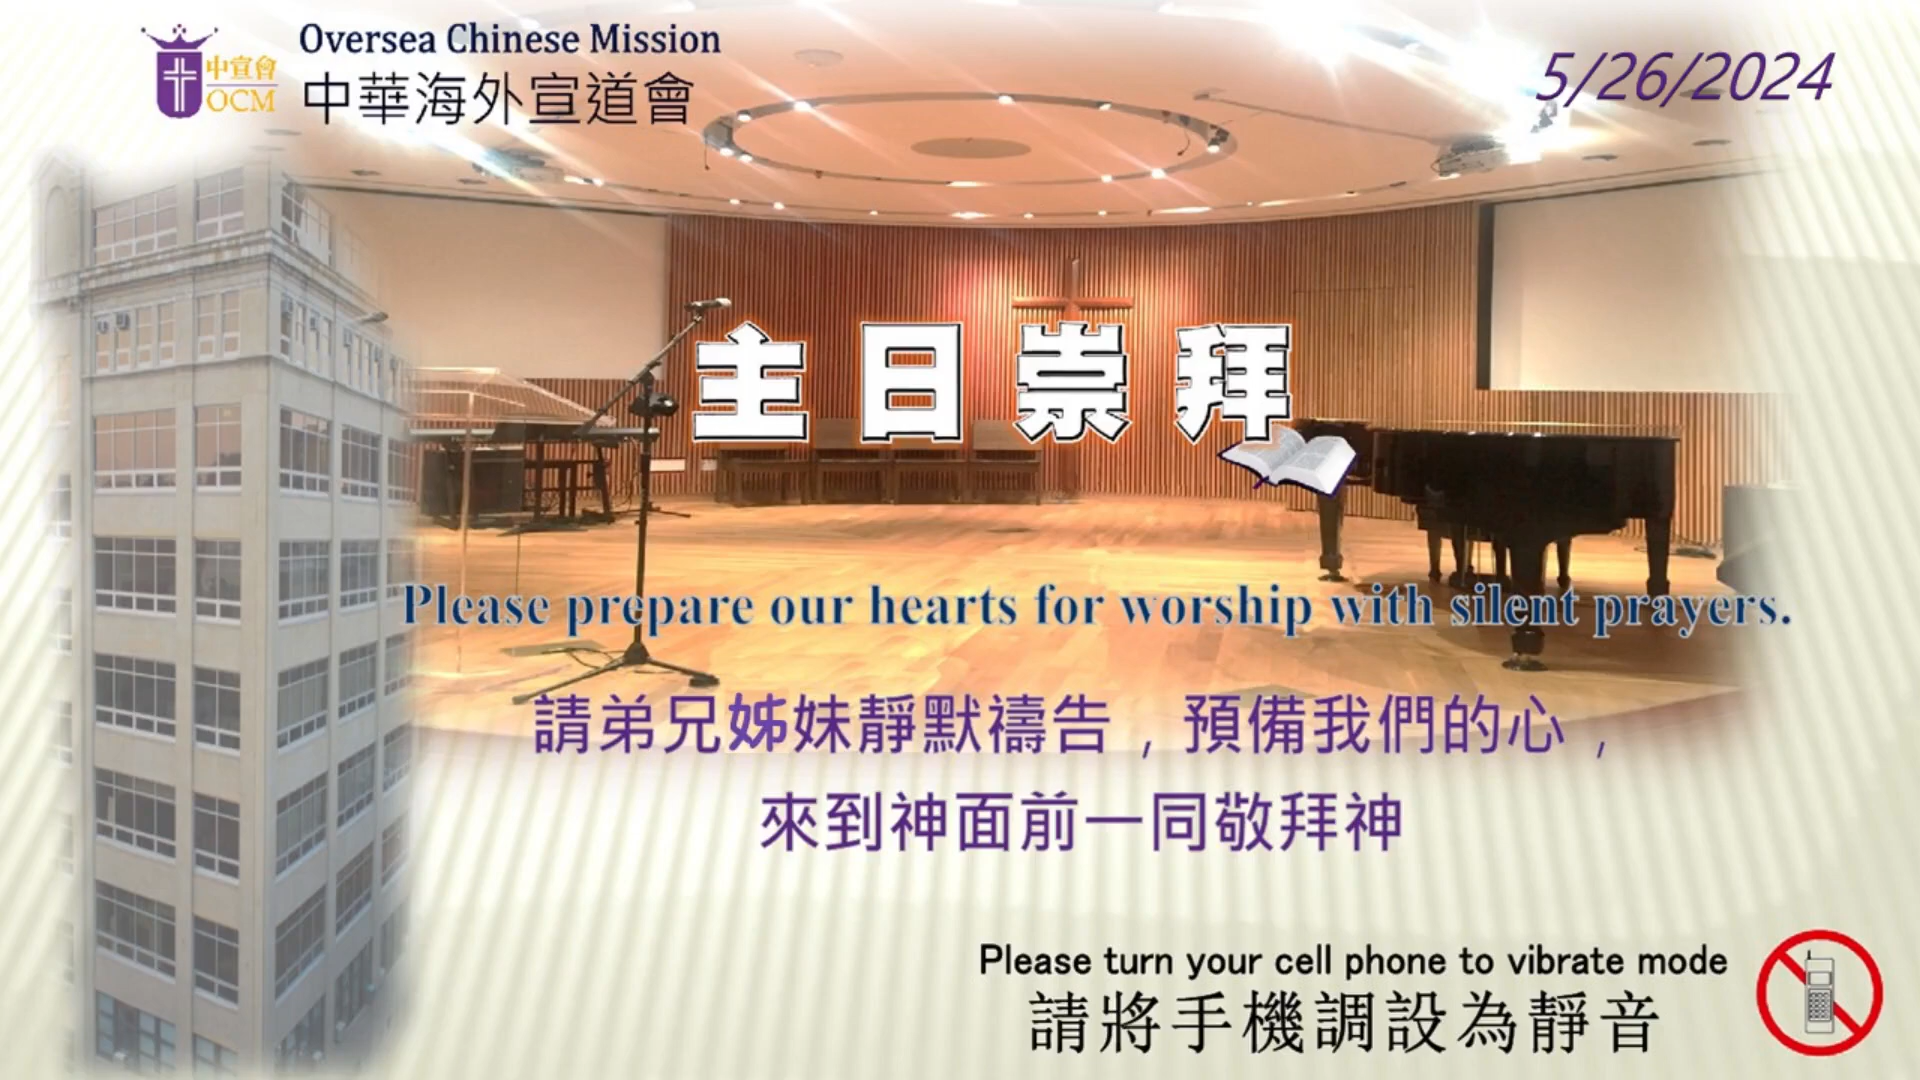 Oversea Chinese Mission
中宣會
OCM
中華海外宣道會
5/26/2024
主日崇拜
Please prepare our hearts for worship with silent prayers.
請弟兄姊妹靜默禱告，預備我們的心，
來到神面前一同敬拜神
Please turn your cell phone to vibrate mode
請將手機調設為靜音